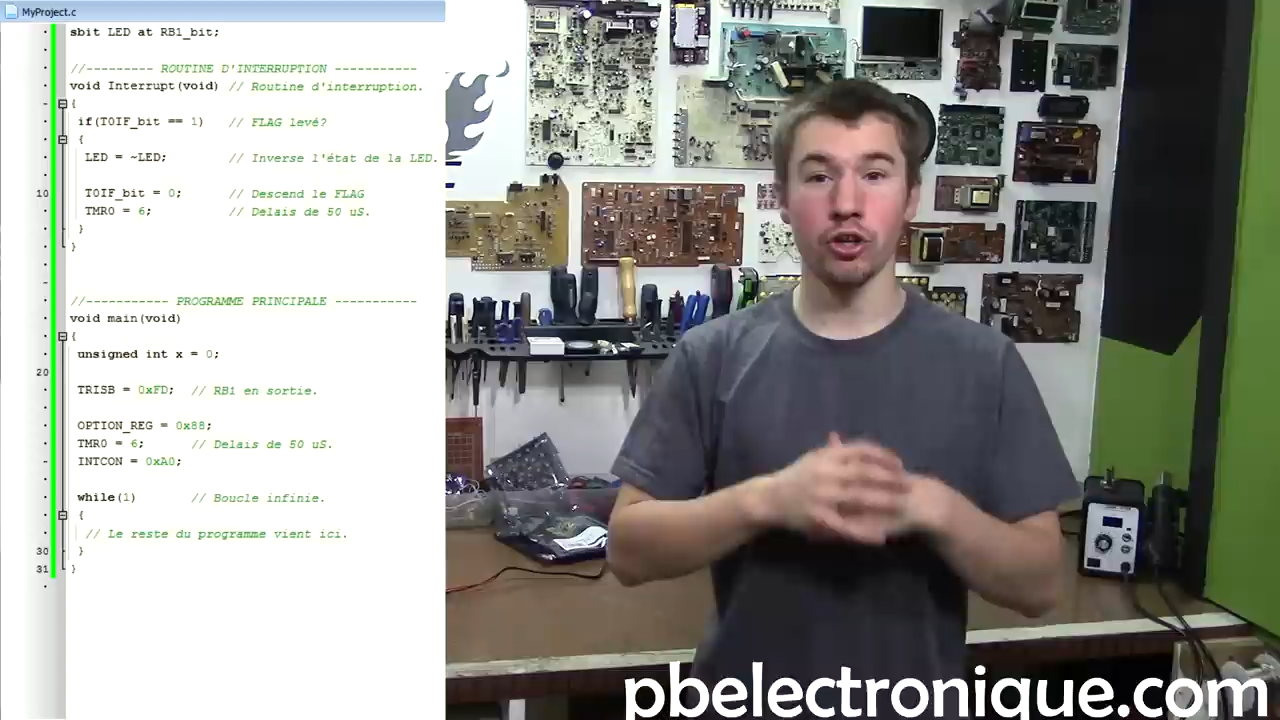 MyProject.c
sbit LED at RB1_bit;
//--------- ROUTINE D'INTERRUPTION -----------
void Interrupt(void) // Routine d'interruption.
{
if(T0IF_bit == 1) // FLAG levé?
{
LED = ~LED; // Inverse l'état de la LED.
10 T0IF_bit = 0; // Descend le FLAG
TMR0 = 6; // Delais de 50 uS.
}
}
//----------- PROGRAMME PRINCIPALE -----------
void main(void)
{
unsigned int x = 0;
20
TRISB = 0xFD; // RB1 en sortie.
OPTION_REG = 0x88;
TMR0 = 6; // Delais de 50 uS.
INTCON = 0xA0;
while(1) // Boucle infinie.
{
// Le reste du programme vient ici.
30 }
31 }
pbelectronique.com